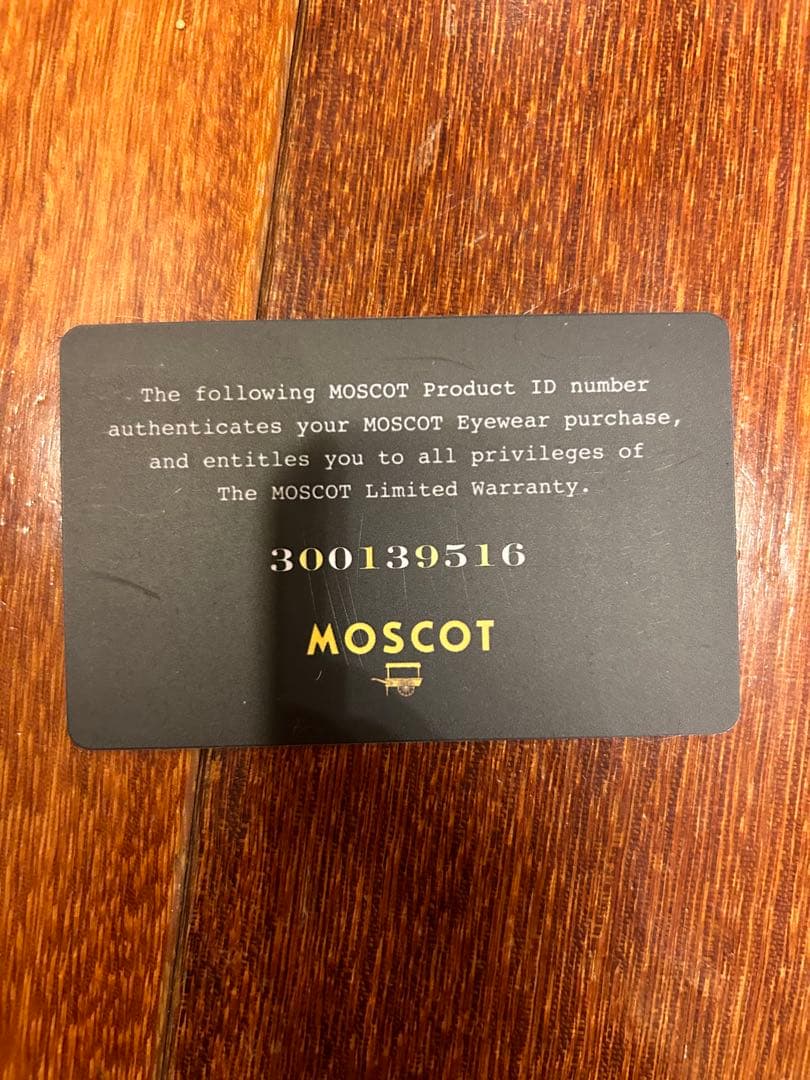 The following MOSCOT Product ID number
authenticates your MOSCOT Eyewear purchase,
and entitles you to all privileges of
The MOSCOT Limited Warranty.
300139516
MOSCOT